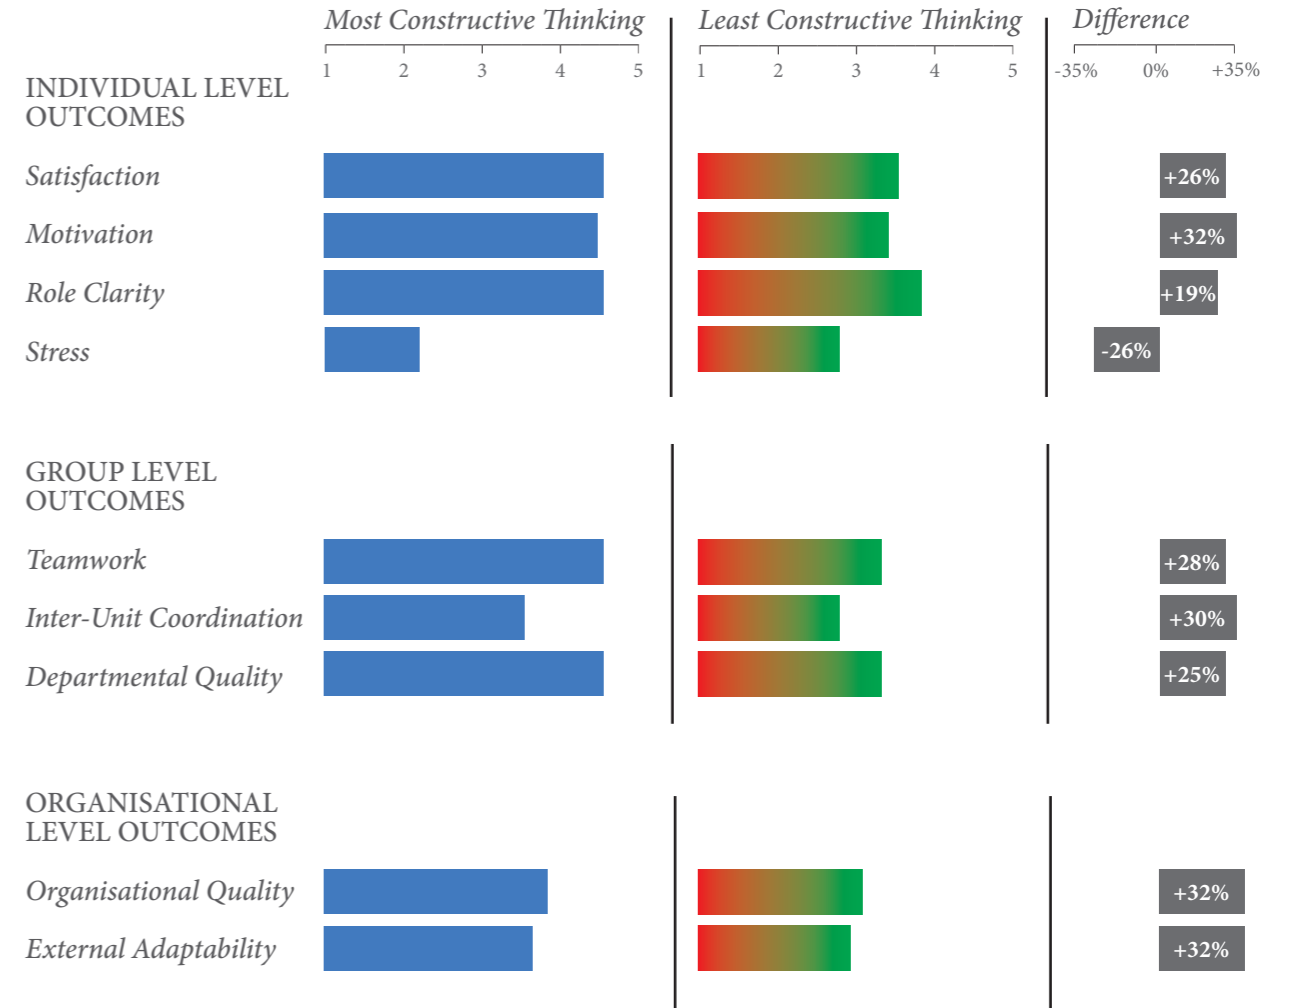 Most Constructive Thinking
Least Constructive Thinking
Difference
1 2 3 4 5
1 2 3 4 5
-35% 0% +35%
INDIVIDUAL LEVEL
OUTCOMES
Satisfaction
+26%
Motivation
+32%
Role Clarity
+19%
Stress
-26%
GROUP LEVEL
OUTCOMES
Teamwork
+28%
Inter-Unit Coordination
+30%
Departmental Quality
+25%
ORGANISATIONAL
LEVEL OUTCOMES
Organisational Quality
+32%
External Adaptability
+32%